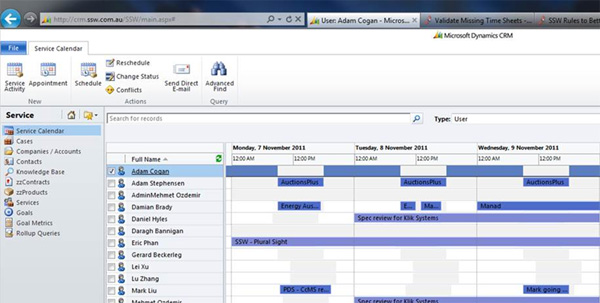 http://crm.ssw.com.au/SSW/main.aspx#
User: Adam Cogan - Micros...
Validate Missing Time Sheets -...
SSW Rules to Bett
Microsoft Dynamics CRM
File
Service Calendar
Service Activity
Appointment
New
Schedule
Reschedule
Change Status
Conflicts
Send Direct E-mail
Actions
Advanced Find
Query
Service
Service Calendar
Cases
Companies / Accounts
Contacts
Knowledge Base
zzContracts
zzProducts
Services
Goals
Goal Metrics
Rollup Queries
Search for records
Type: User
Full Name
Monday, 7 November 2011
Tuesday, 8 November 2011
Wednesday, 9 November 2011
12:00 AM 12:00 PM 12:00 AM 12:00 PM 12:00 AM 12:00 PM
Adam Cogan
Adam Stephensen AuctionsPlus AuctionsPlus AuctionsPlus
AdminMehmet Ozdemir
Damian Brady Energy Aus... E... Ma... Manad
Daniel Hyles Spec review for Klik Systems
Daragh Bannigan
Eric Phan SSW - Plural Sight
Gerard Beckerleg
Lei Xu
Lu Zhang
Mark Liu PDS - CcMS re... Mark going ...
Mehmet Ozdemir Spec review for Klik Systems